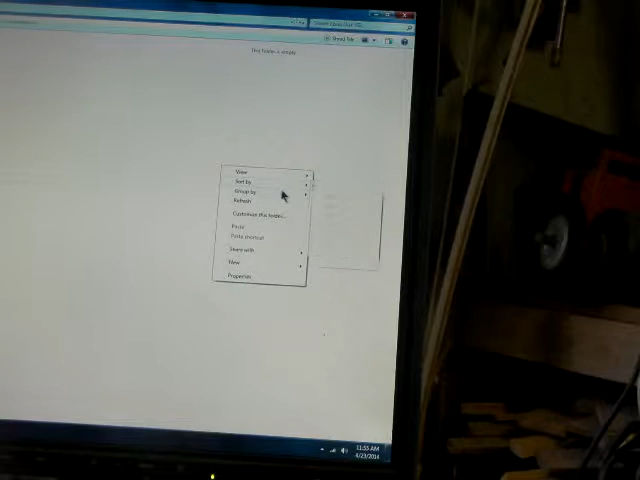 This folder is empty.
View
Sort by
Group by
Refresh
Customize this folder...
Paste
Paste shortcut
Share with
New
Properties
11:55 AM
4/23/2014